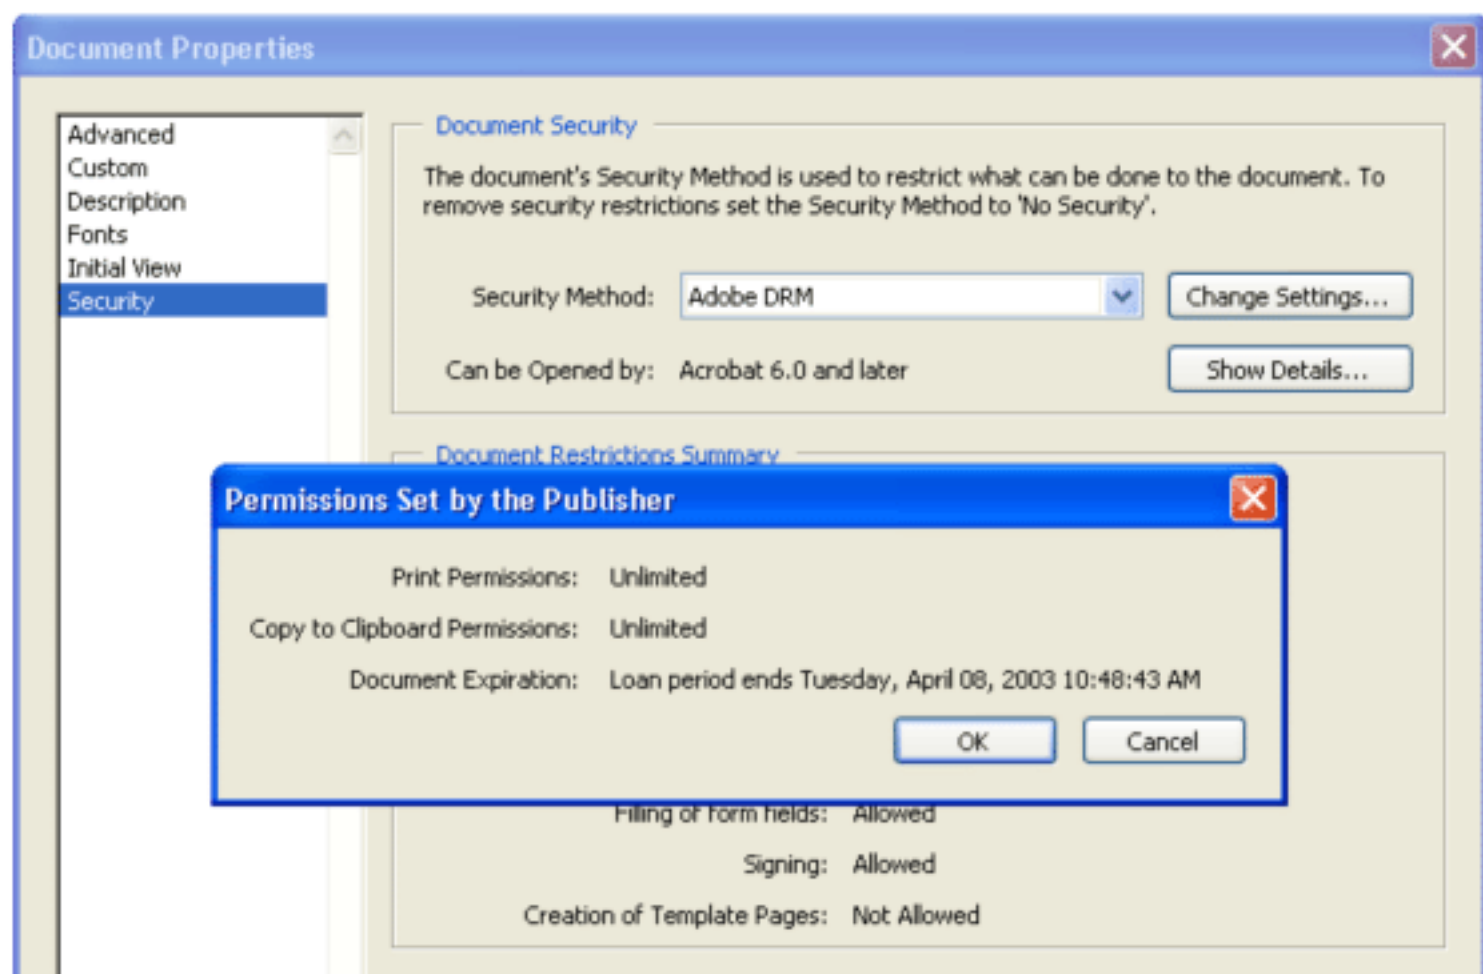 Document Properties
Advanced
Custom
Description
Fonts
Initial View
Security
Document Security
The document's Security Method is used to restrict what can be done to the document. To
remove security restrictions set the Security Method to 'No Security'.
Security Method: Adobe DRM Change Settings...
Can be Opened by: Acrobat 6.0 and later Show Details...
Document Restrictions Summary
Permissions Set by the Publisher
Print Permissions: Unlimited
Copy to Clipboard Permissions: Unlimited
Document Expiration: Loan period ends Tuesday, April 08, 2003 10:48:43 AM
OK Cancel
Filling of form fields: Allowed
Signing: Allowed
Creation of Template Pages: Not Allowed